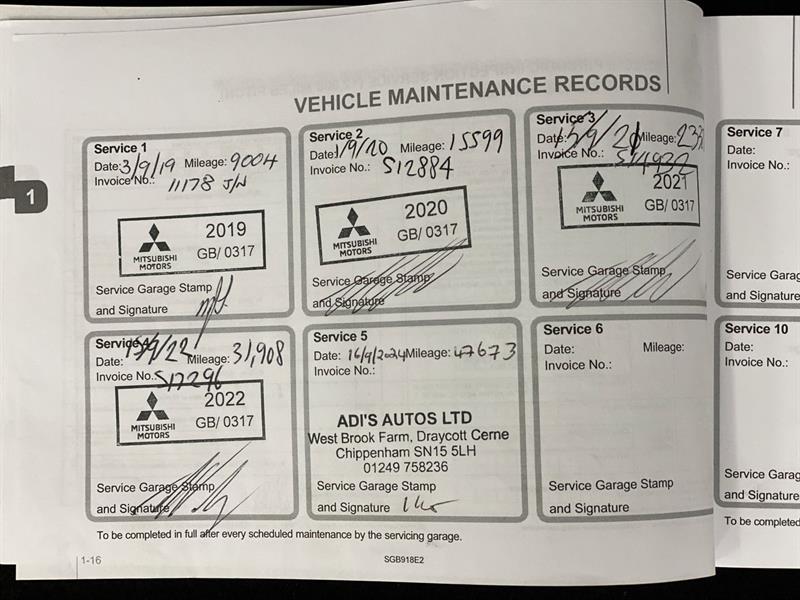 VEHICLE MAINTENANCE RECORDS
1
Service 1
Date: 3/9/19 Mileage: 9004
Invoice No.: 11178 J/N
MITSUBISHI MOTORS
2019
GB/ 0317
Service Garage Stamp
and Signature
Service 2
Date: 1/9/20 Mileage: 15599
Invoice No.: S12884
MITSUBISHI MOTORS
2020
GB/ 0317
Service Garage Stamp
and Signature
Service 3
Date: Mileage:
Invoice No.:
MITSUBISHI MOTORS
2021
GB/ 0317
Service Garage Stamp
and Signature
Service 7
Date:
Invoice No.:
Service Garage
and Signature
Service 4
Date: Mileage: 31,908
Invoice No. S17296
MITSUBISHI MOTORS
2022
GB/ 0317
Service Garage Stamp
and Signature
Service 5
Date: 16/9/2024 Mileage: 47673
Invoice No.:
ADI'S AUTOS LTD
West Brook Farm, Draycott Cerne
Chippenham SN15 5LH
01249 758236
Service Garage Stamp
and Signature
Service 6
Date: Mileage:
Invoice No.:
Service Garage Stamp
and Signature
Service 10
Date:
Invoice No.:
Service Garage
and Signature
To be completed in full after every scheduled maintenance by the servicing garage.
To be completed
1-16
SGB918E2